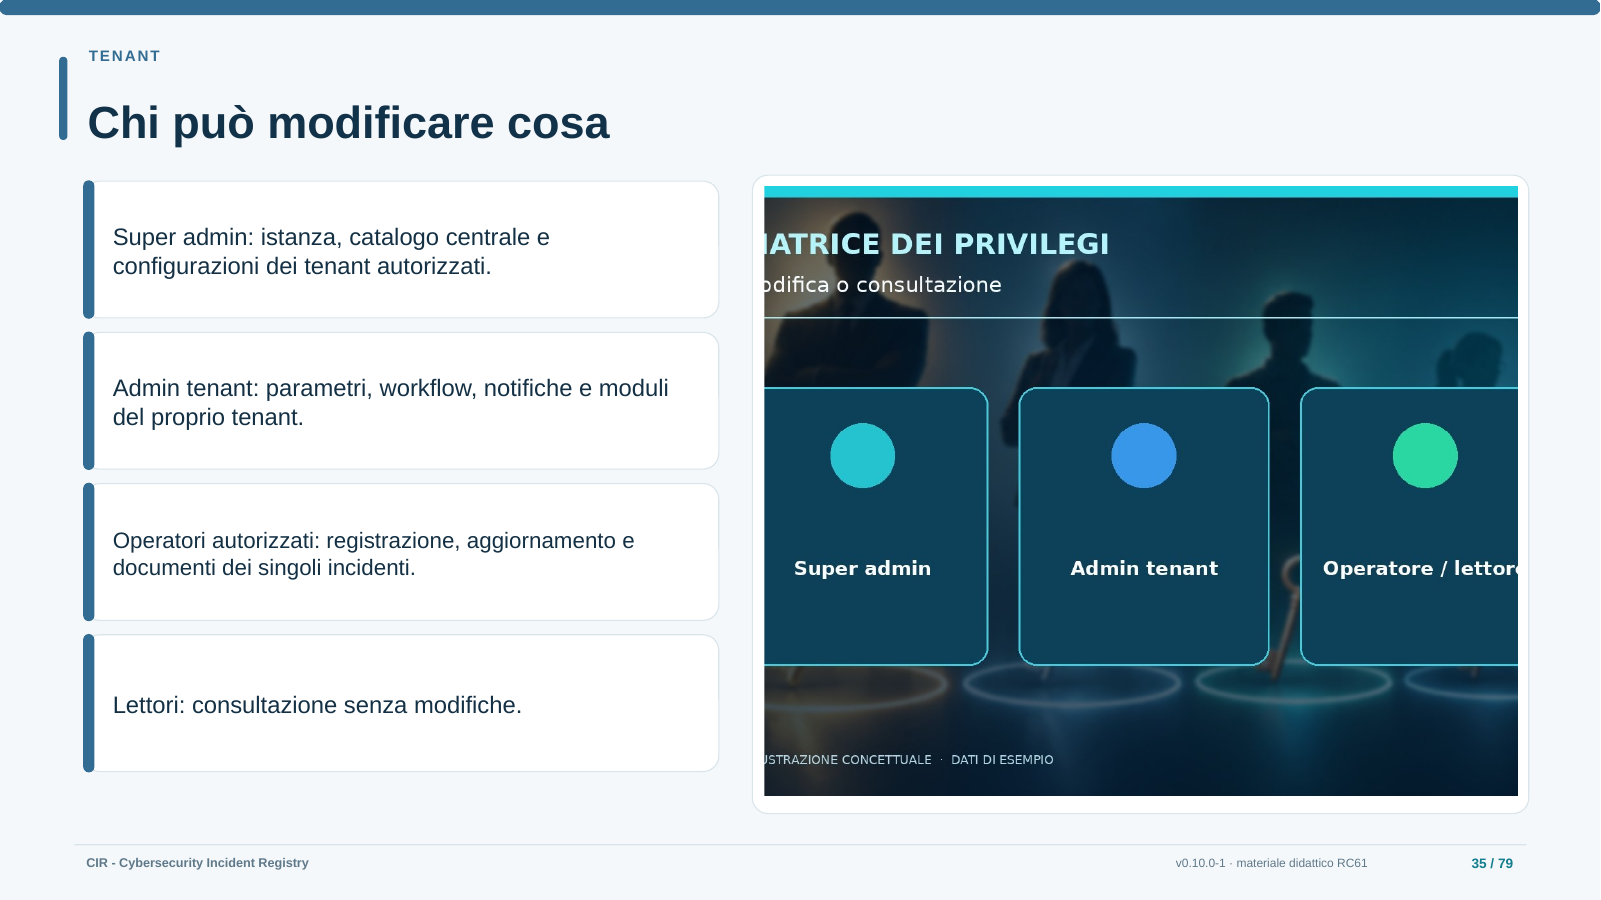 TENANT
Chi può modificare cosa
Super admin: istanza, catalogo centrale e
configurazioni dei tenant autorizzati.
Admin tenant: parametri, workflow, notifiche e moduli
del proprio tenant.
Operatori autorizzati: registrazione, aggiornamento e
documenti dei singoli incidenti.
Lettori: consultazione senza modifiche.
IATRICE DEI PRIVILEGI
odifica o consultazione
Super admin
Admin tenant
Operatore / lettore
USTRAZIONE CONCETTUALE · DATI DI ESEMPIO
CIR - Cybersecurity Incident Registry
v0.10.0-1 · materiale didattico RC61
35 / 79